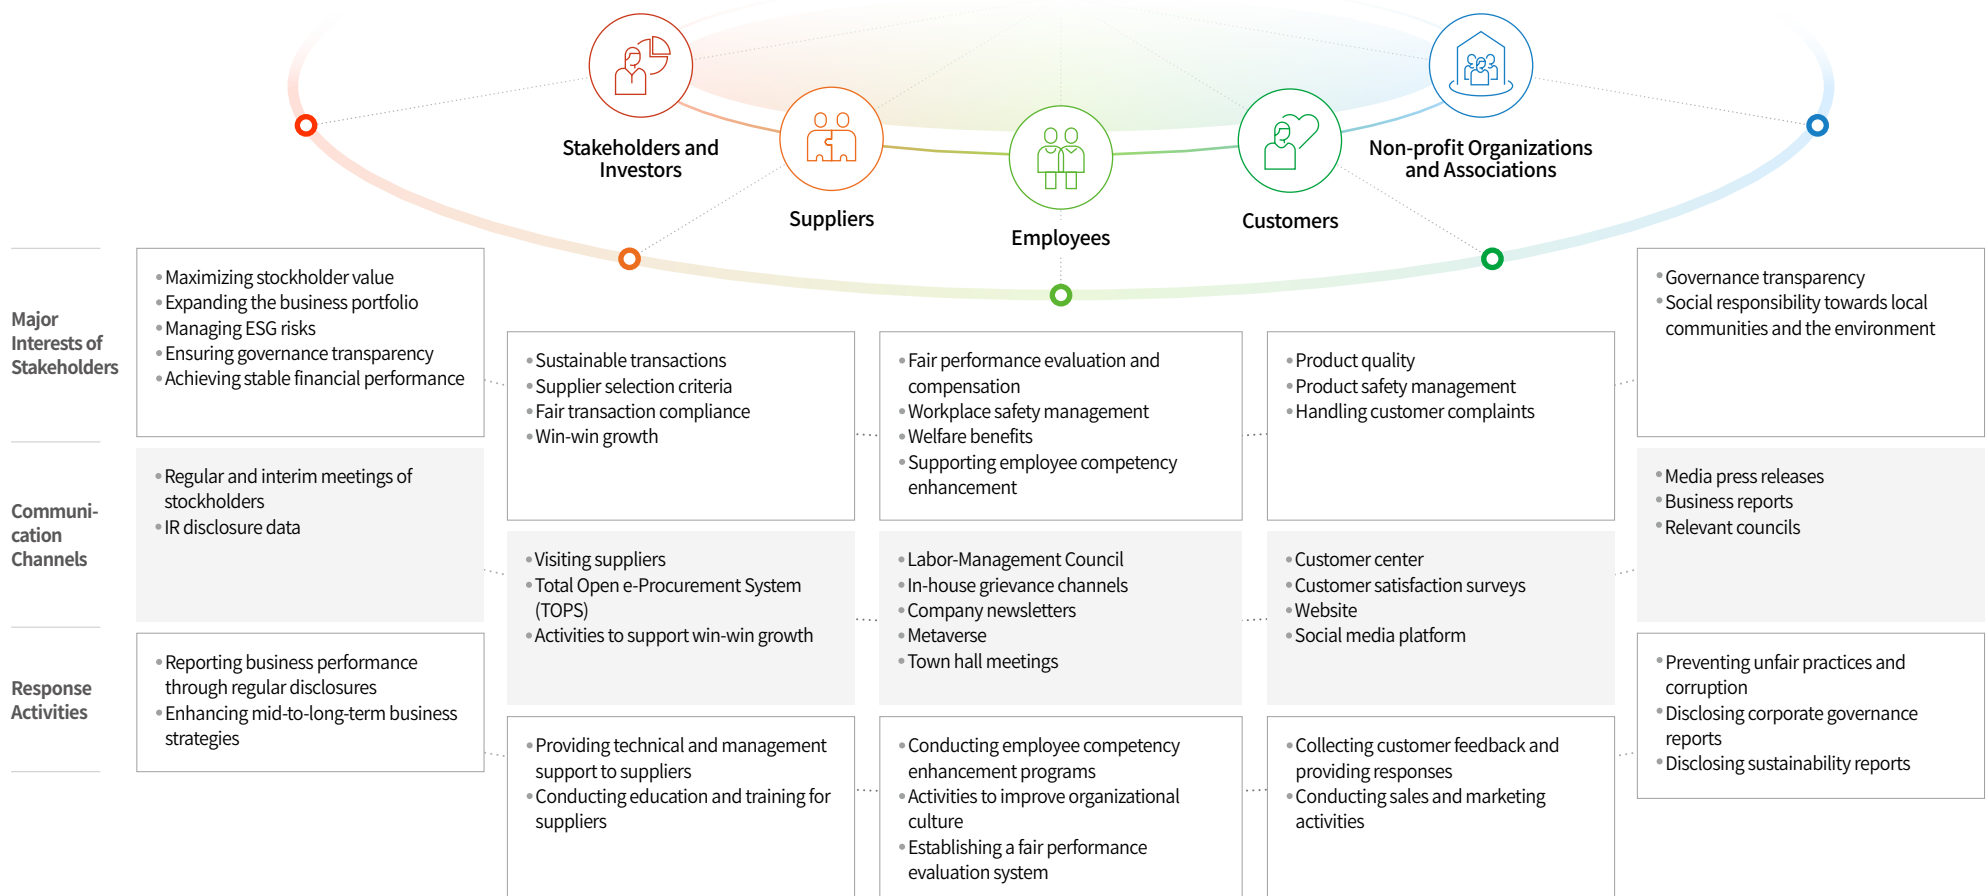 Stakeholders and
Investors
Suppliers
Employees
Customers
Non-profit Organizations
and Associations
Major
Interests of
Stakeholders
• Maximizing stockholder value
• Expanding the business portfolio
• Managing ESG risks
• Ensuring governance transparency
• Achieving stable financial performance
• Sustainable transactions
• Supplier selection criteria
• Fair transaction compliance
• Win-win growth
• Fair performance evaluation and
compensation
• Workplace safety management
• Welfare benefits
• Supporting employee competency
enhancement
• Product quality
• Product safety management
• Handling customer complaints
• Governance transparency
• Social responsibility towards local
communities and the environment
Communi-
cation
Channels
• Regular and interim meetings of
stockholders
• IR disclosure data
• Visiting suppliers
• Total Open e-Procurement System
(TOPS)
• Activities to support win-win growth
• Labor-Management Council
• In-house grievance channels
• Company newsletters
• Metaverse
• Town hall meetings
• Customer center
• Customer satisfaction surveys
• Website
• Social media platform
• Media press releases
• Business reports
• Relevant councils
Response
Activities
• Reporting business performance
through regular disclosures
• Enhancing mid-to-long-term business
strategies
• Providing technical and management
support to suppliers
• Conducting education and training for
suppliers
• Conducting employee competency
enhancement programs
• Activities to improve organizational
culture
• Establishing a fair performance
evaluation system
• Collecting customer feedback and
providing responses
• Conducting sales and marketing
activities
• Preventing unfair practices and
corruption
• Disclosing corporate governance
reports
• Disclosing sustainability reports